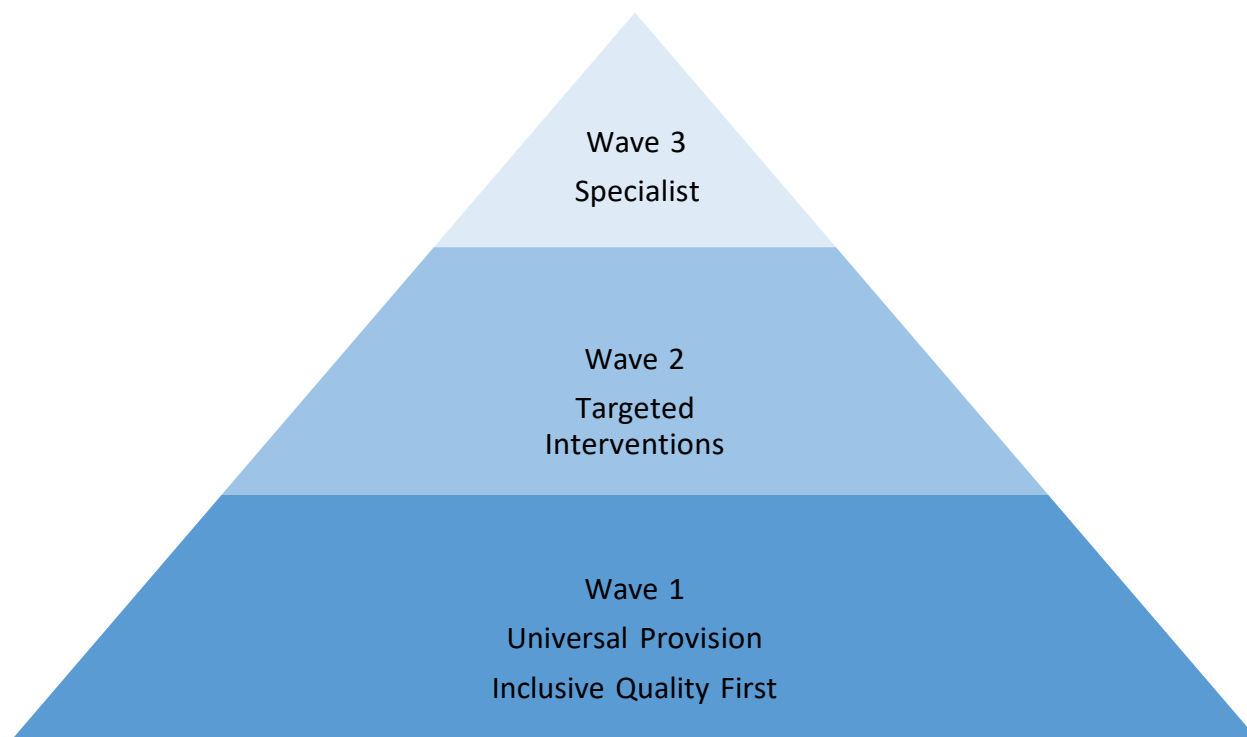 Wave 3
Specialist
Wave 2
Targeted
Interventions
Wave 1
Universal Provision
Inclusive Quality First